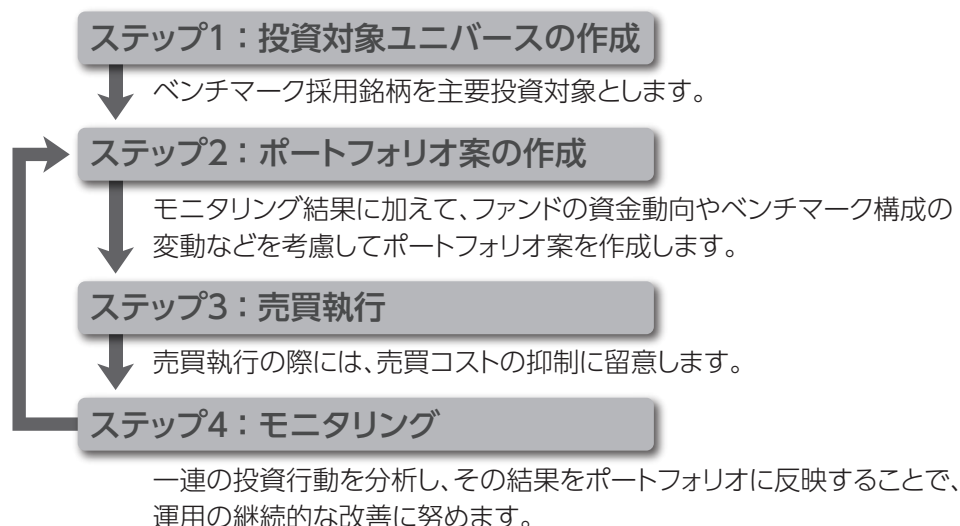 ステップ1：投資対象ユニバースの作成
ベンチマーク採用銘柄を主要投資対象とします。
ステップ2：ポートフォリオ案の作成
モニタリング結果に加えて、ファンドの資金動向やベンチマーク構成の
変動などを考慮してポートフォリオ案を作成します。
ステップ3：売買執行
売買執行の際には、売買コストの抑制に留意します。
ステップ4：モニタリング
一連の投資行動を分析し、その結果をポートフォリオに反映することで、
運用の継続的な改善に努めます。